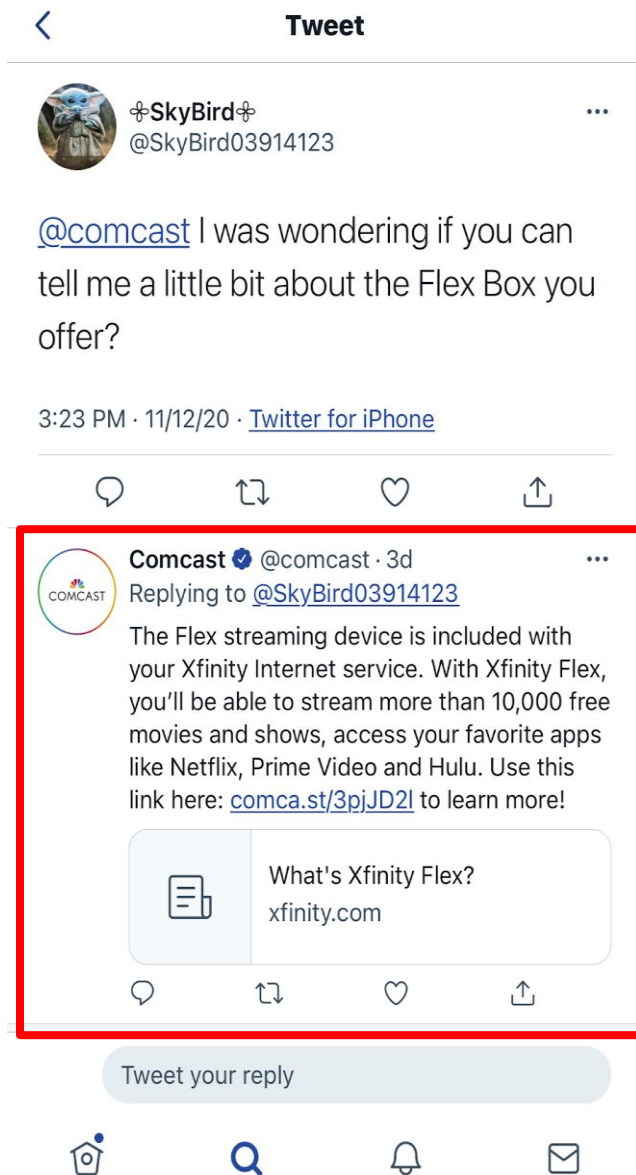 Tweet
❉SkyBird❉
@SkyBird03914123
@comcast I was wondering if you can
tell me a little bit about the Flex Box you
offer?
3:23 PM · 11/12/20 · Twitter for iPhone
COMCAST
Comcast @comcast · 3d
Replying to @SkyBird03914123
The Flex streaming device is included with
your Xfinity Internet service. With Xfinity Flex,
you’ll be able to stream more than 10,000 free
movies and shows, access your favorite apps
like Netflix, Prime Video and Hulu. Use this
link here: comca.st/3pjJD2l to learn more!
What's Xfinity Flex?
xfinity.com
Tweet your reply